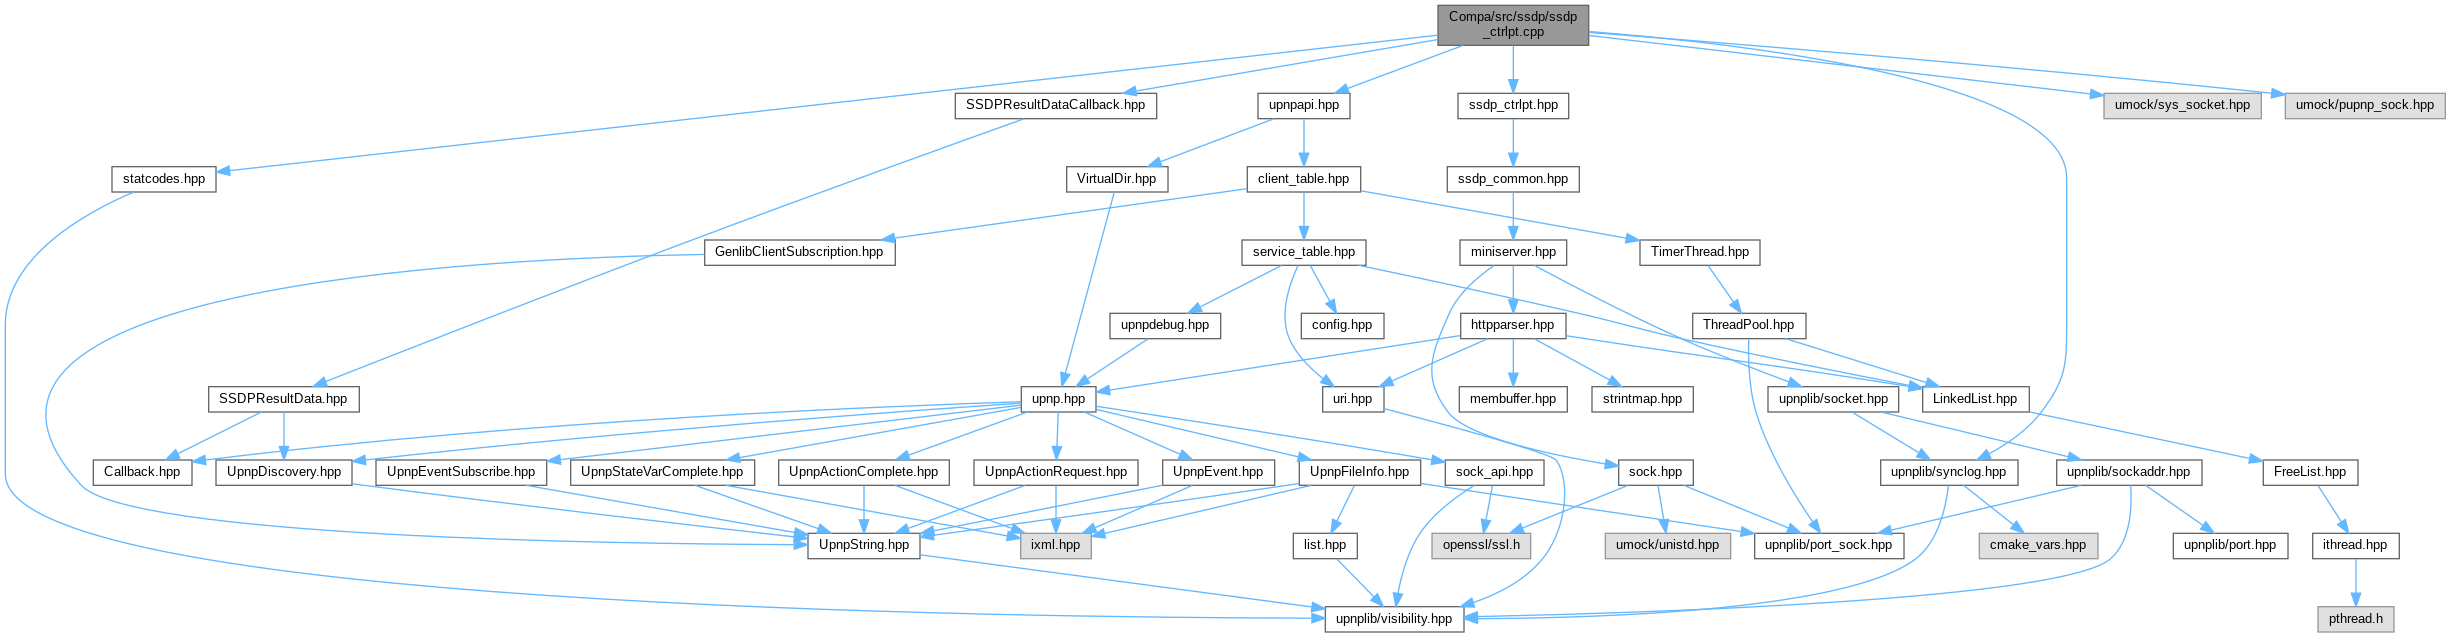 Compa/src/ssdp/ssdp
_ctrlpt.cpp
SSDPResultDataCallback.hpp
upnpapi.hpp
ssdp_ctrlpt.hpp
umock/sys_socket.hpp
umock/pupnp_sock.hpp
statcodes.hpp
VirtualDir.hpp
client_table.hpp
ssdp_common.hpp
GenlibClientSubscription.hpp
service_table.hpp
miniserver.hpp
TimerThread.hpp
upnpdebug.hpp
config.hpp
httpparser.hpp
ThreadPool.hpp
SSDPResultData.hpp
upnp.hpp
uri.hpp
membuffer.hpp
strintmap.hpp
upnplib/socket.hpp
LinkedList.hpp
Callback.hpp
UpnpDiscovery.hpp
UpnpEventSubscribe.hpp
UpnpStateVarComplete.hpp
UpnpActionComplete.hpp
UpnpActionRequest.hpp
UpnpEvent.hpp
UpnpFileInfo.hpp
sock_api.hpp
sock.hpp
upnplib/synclog.hpp
upnplib/sockaddr.hpp
FreeList.hpp
UpnpString.hpp
ixml.hpp
list.hpp
openssl/ssl.h
umock/unistd.hpp
upnplib/port_sock.hpp
cmake_vars.hpp
upnplib/port.hpp
ithread.hpp
upnplib/visibility.hpp
pthread.h